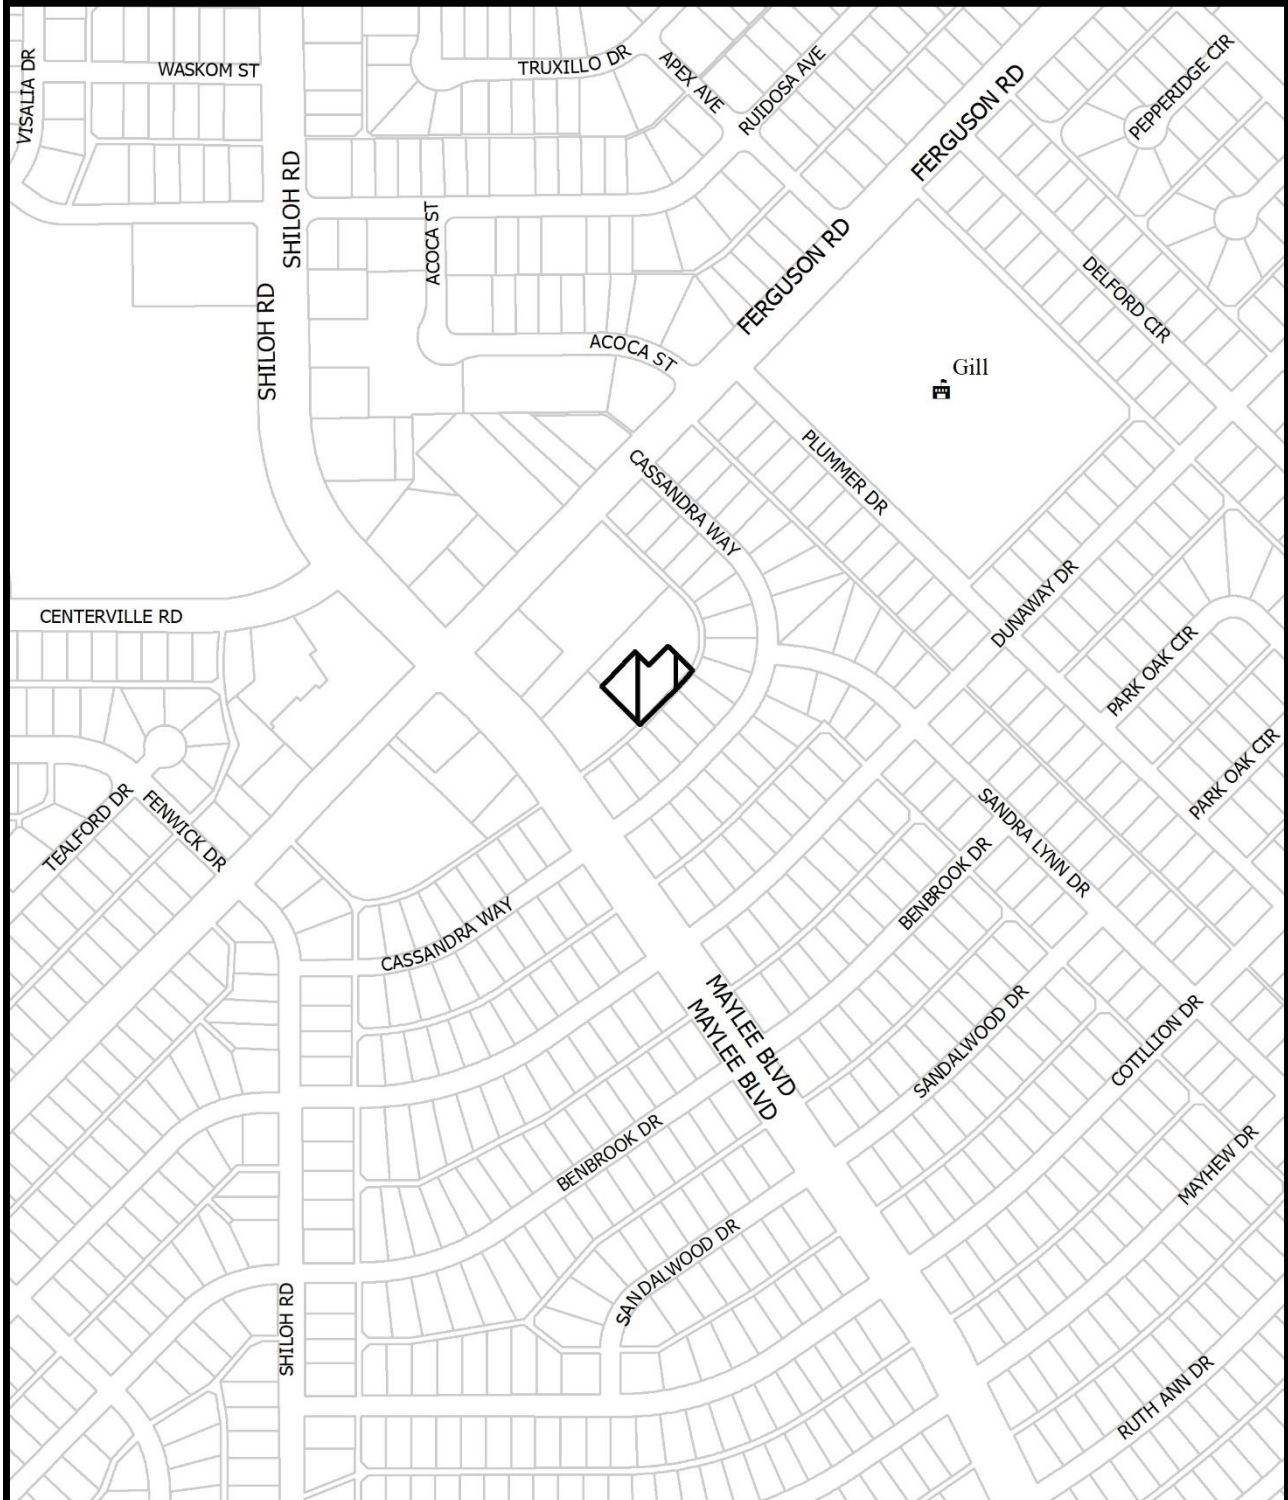 VISALIA DR
WASKOM ST
TRUXILLO DR
APEX AVE
RUIDOSA AVE
FERGUSON RD
PEPPERIDGE CIR
SHILOH RD
ACOCA ST
SHILOH RD
FERGUSON RD
DELFORD CIR
ACOCA ST
Gill
CASSANDRA WAY
PLUMMER DR
CENTERVILLE RD
DUNAWAY DR
PARK OAK CIR
PARK OAK CIR
TEALFORD DR
FENWICK DR
SANDRA LYNN DR
BENBROOK DR
CASSANDRA WAY
MAYLEE BLVD
MAYLEE BLVD
SANDALWOOD DR
COTILLION DR
BENBROOK DR
MAYHEW DR
SANDALWOOD DR
SHILOH RD
RUTH ANN DR